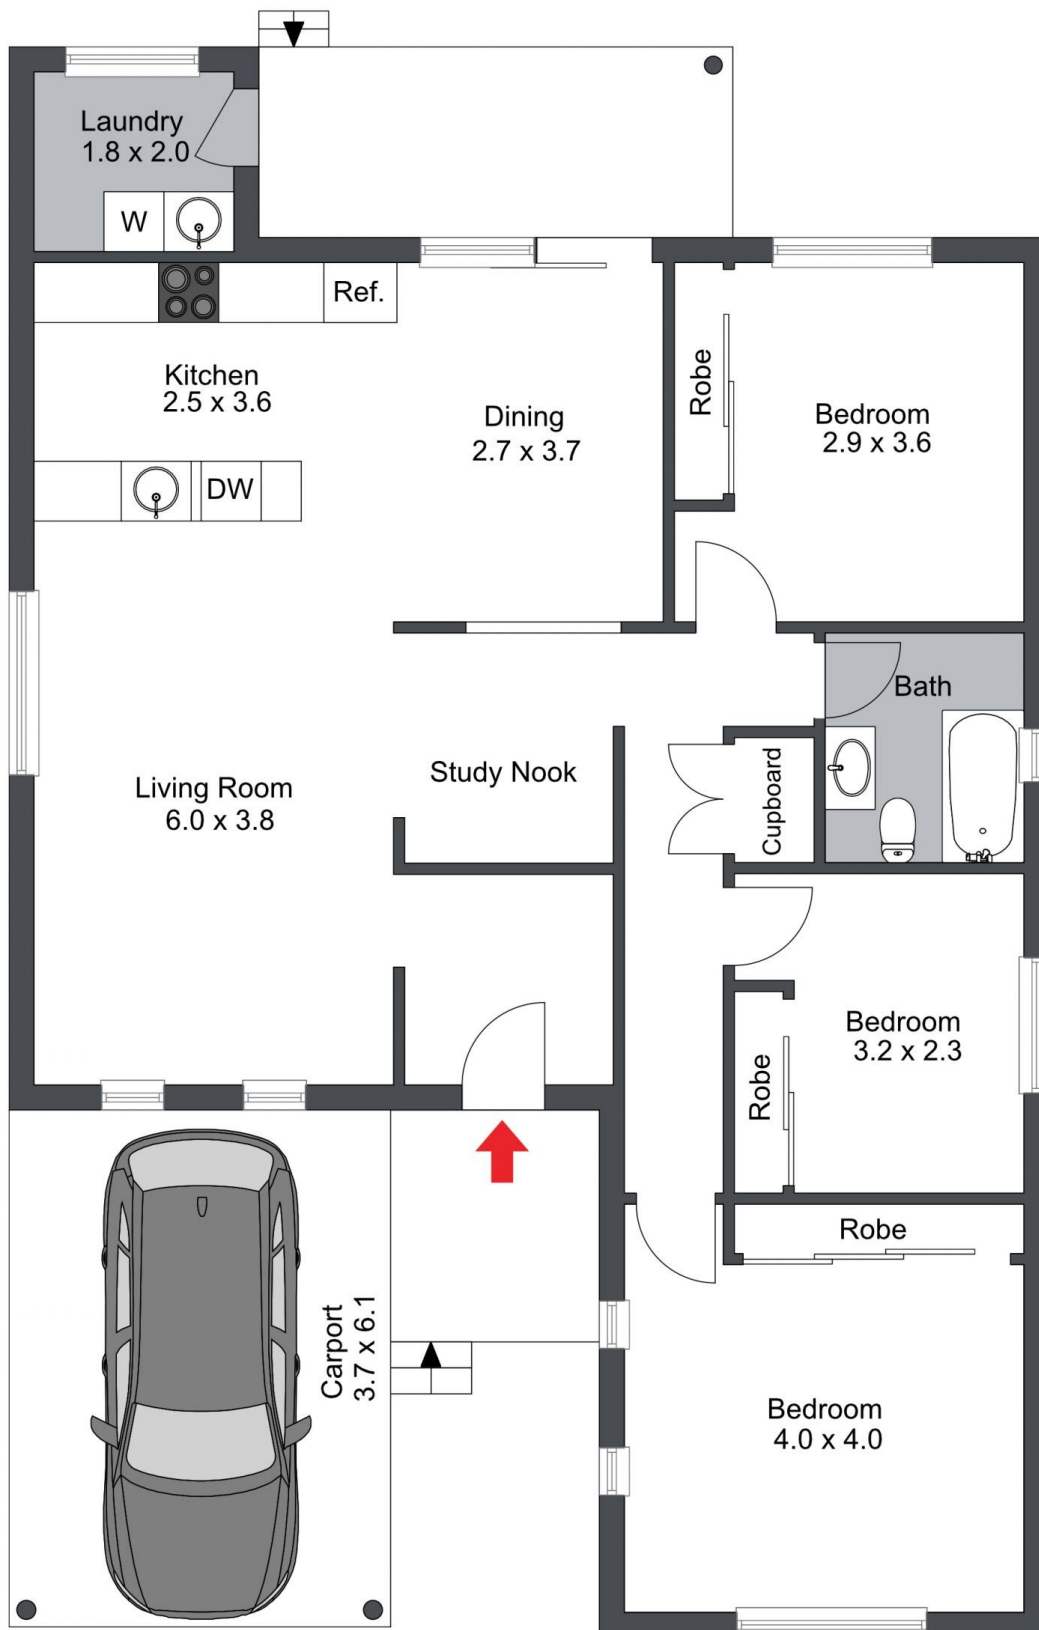 Laundry
1.8 x 2.0
W
Ref.
Kitchen
2.5 x 3.6
DW
Dining
2.7 x 3.7
Robe
Bedroom
2.9 x 3.6
Bath
Study Nook
Cupboard
Living Room
6.0 x 3.8
Bedroom
3.2 x 2.3
Robe
Robe
Carport
3.7 x 6.1
Bedroom
4.0 x 4.0